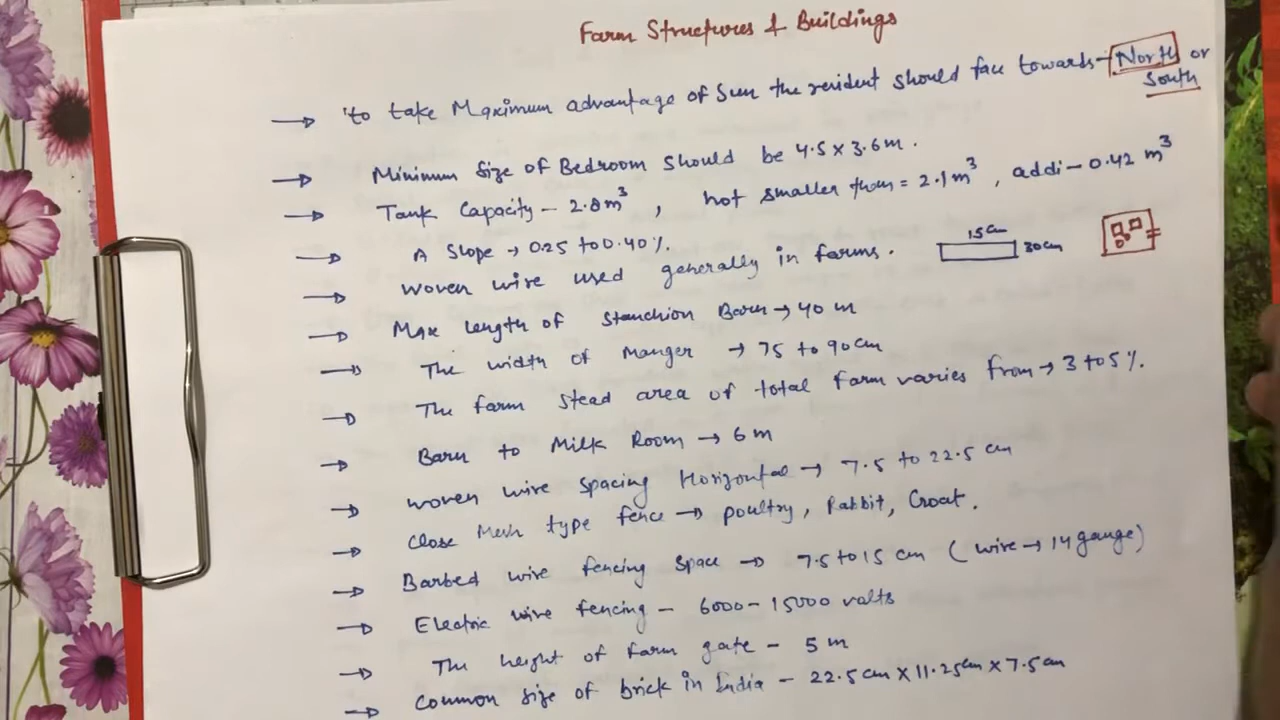 Farm Structures & Buildings
→ To take Maximum advantage of Sun the resident should face towards → North or South
→ Minimum Size of Bedroom should be 4.5 x 3.6 m.
→ Tank Capacity – 2.8 m³, not smaller than = 2.1 m³, addi – 0.42 m³
→ A Slope → 0.25 to 0.40 %.
→ Woven wire used generally in farms. 15 cm 30 cm
→ Max length of Stanchion Barn → 40 m
→ The width of Manger → 75 to 90 cm
→ The farm stead area of total farm varies from → 3 to 5 %.
→ Barn to Milk Room → 6 m
→ Woven wire spacing Horizontal → 7.5 to 22.5 cm
→ Close Mesh type fence → poultry, Rabbit, Goat.
→ Barbed wire fencing space → 7.5 to 15 cm (wire → 14 gauge)
→ Electric wire fencing – 6000 – 15000 volts
→ The height of farm gate – 5 m
→ Common size of brick in India – 22.5 cm x 11.25 cm x 7.5 cm